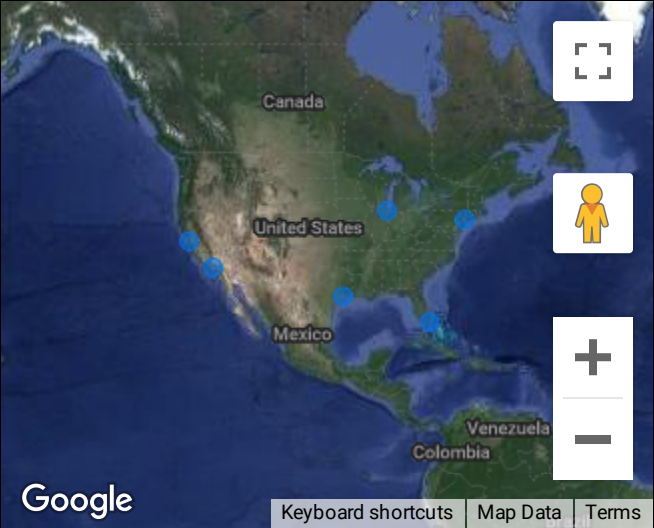 Canada
United States
Mexico
Venezuela
Colombia
Google
Keyboard shortcuts
Map Data
Terms